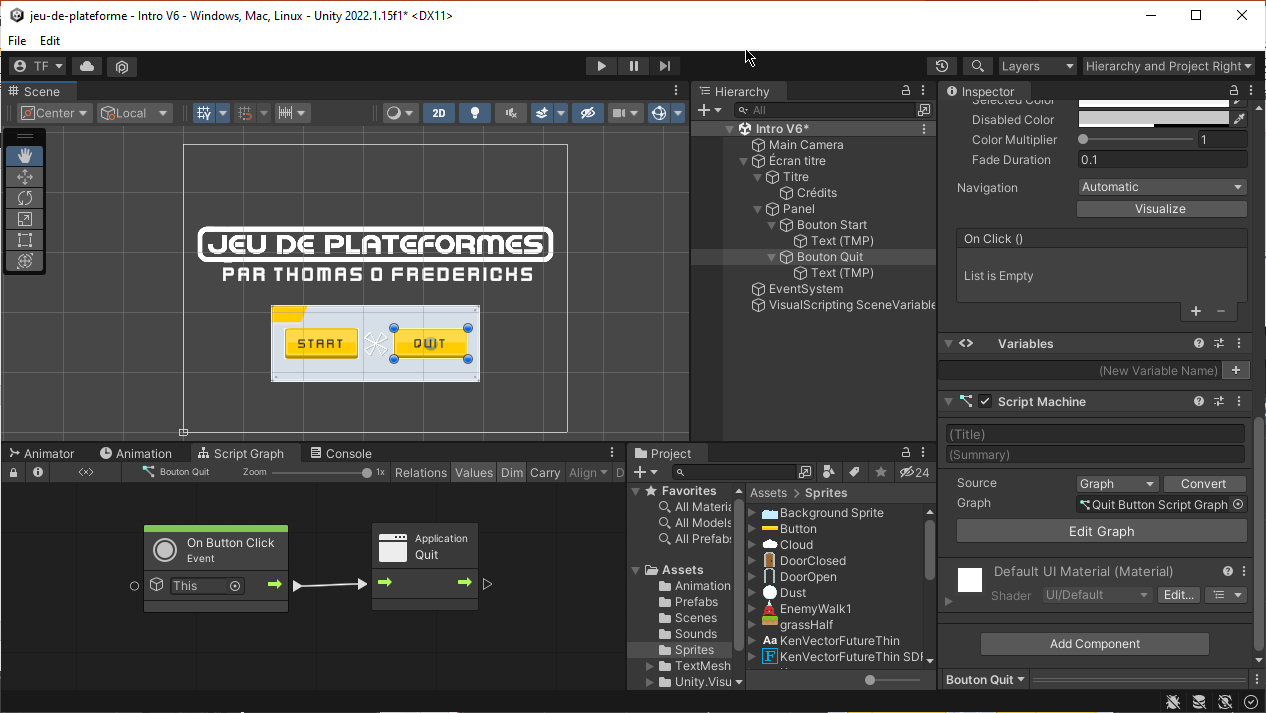 jeu-de-plateforme - Intro V6 - Windows, Mac, Linux - Unity 2022.1.15f1* <DX11>
File Edit
TF
Layers
Hierarchy and Project Right
Scene
Center
Local
2D
JEU DE PLATEFORMES
PAR THOMAS O FREDERICKS
START
QUIT
Hierarchy
All
Intro V6*
Main Camera
Écran titre
Titre
Crédits
Panel
Bouton Start
Text (TMP)
Bouton Quit
Text (TMP)
EventSystem
VisualScripting SceneVariable
Inspector
Selected Color
Disabled Color
Color Multiplier 1
Fade Duration 0.1
Navigation Automatic
Visualize
On Click ()
List is Empty
Variables
(New Variable Name)
Script Machine
(Title)
(Summary)
Source Graph Convert
Graph Quit Button Script Graph
Edit Graph
Default UI Material (Material)
Shader UI/Default Edit...
Add Component
Bouton Quit
Animator Animation Script Graph Console
Bouton Quit Zoom 1x Relations Values Dim Carry Align D
On Button Click
Event
This
Application
Quit
Project
24
Favorites
All Materia
All Models
All Prefabs
Assets
Animation
Prefabs
Scenes
Sounds
Sprites
TextMesh
Unity.Visu
Assets > Sprites
Background Sprite
Button
Cloud
DoorClosed
DoorOpen
Dust
EnemyWalk1
grassHalf
Aa KenVectorFutureThin
F KenVectorFutureThin SDF